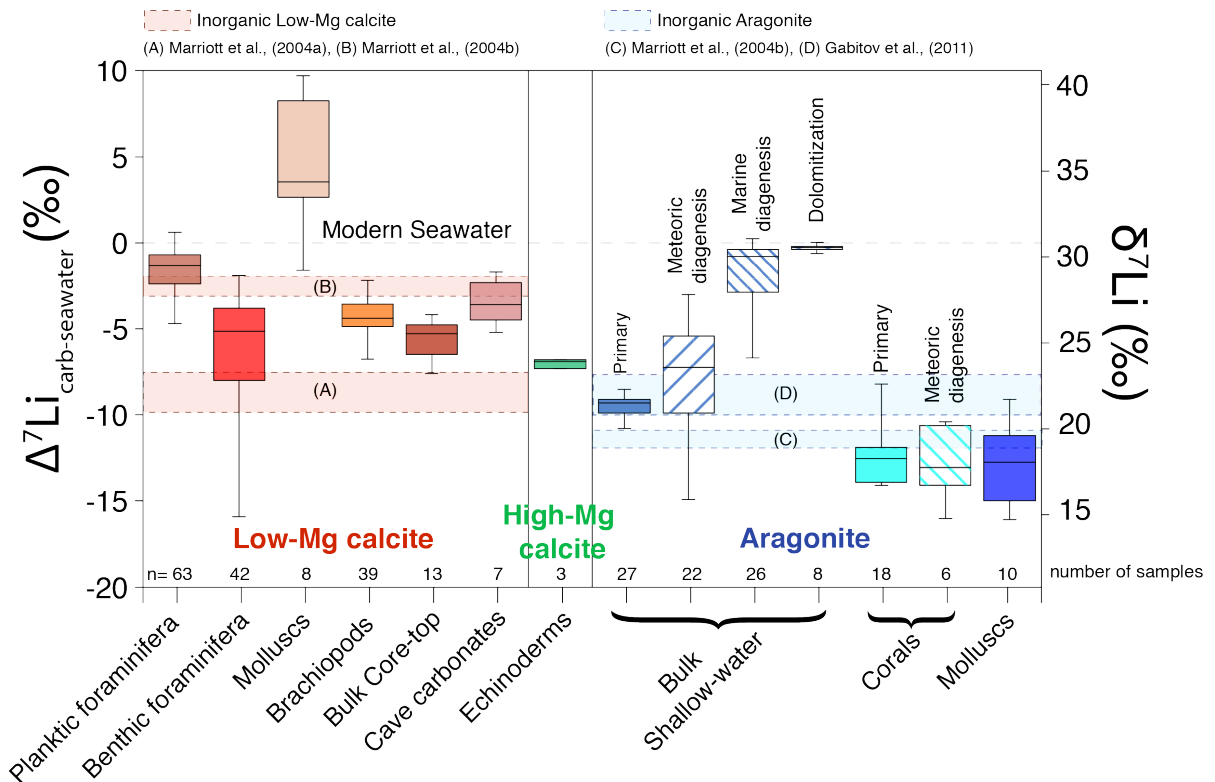 Inorganic Low-Mg calcite
(A) Marriott et al., (2004a), (B) Marriott et al., (2004b)
Inorganic Aragonite
(C) Marriott et al., (2004b), (D) Gabitov et al., (2011)
Δ⁷Li carb-seawater (‰)
10
5
0
-5
-10
-15
-20
δ⁷Li (‰)
40
35
30
25
20
15
Modern Seawater
(B)
(A)
(D)
(C)
Primary
Meteoric
diagenesis
Marine
diagenesis
Dolomitization
Primary
Meteoric
diagenesis
Low-Mg calcite
High-Mg
calcite
Aragonite
n= 63 42 8 39 13 7 3 27 22 26 8 18 6 10 number of samples
Planktic foraminifera
Benthic foraminifera
Molluscs
Brachiopods
Bulk Core-top
Cave carbonates
Echinoderms
Bulk
Shallow-water
Corals
Molluscs